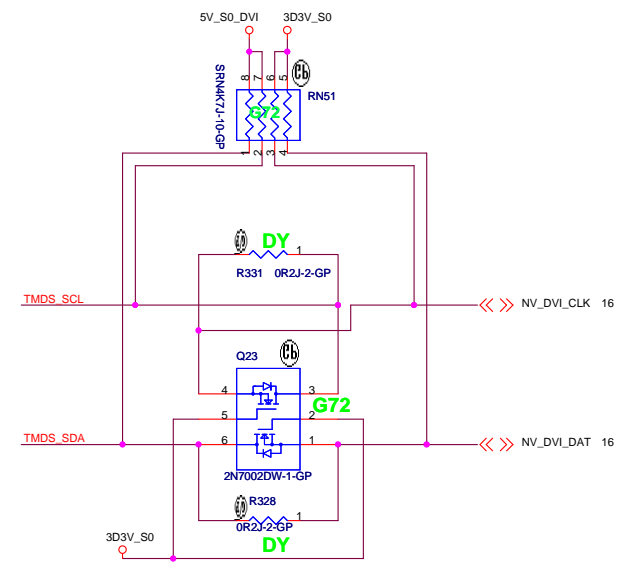 5V_S0_DVI 3D3V_S0
8 7 6 5
SRN4K7J-10-GP
RN51
G72
1 2 3 4
DY
1
R331 0R2J-2-GP
TMDS_SCL
NV_DVI_CLK 16
Q23
4 3
G72
5 2
TMDS_SDA
6 1
NV_DVI_DAT 16
2N7002DW-1-GP
R328
1
0R2J-2-GP
3D3V_S0
DY